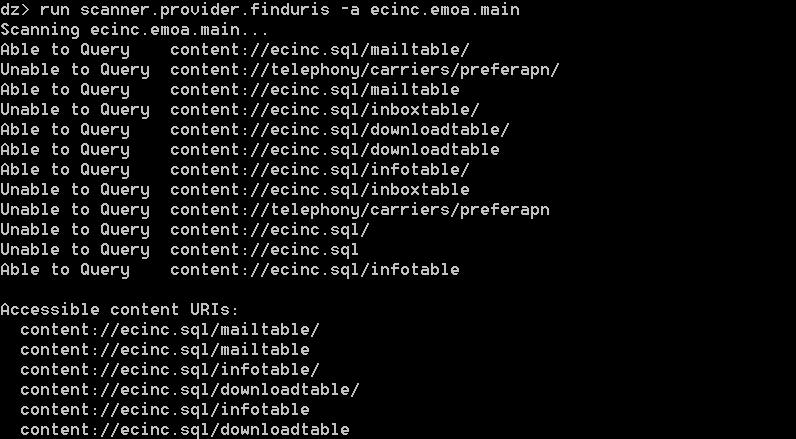 dz> run scanner.provider.finduris -a ecinc.emoa.main
Scanning ecinc.emoa.main...
Able to Query    content://ecinc.sql/mailtable/
Unable to Query  content://telephony/carriers/preferapn/
Able to Query    content://ecinc.sql/mailtable
Unable to Query  content://ecinc.sql/inboxtable/
Able to Query    content://ecinc.sql/downloadtable/
Able to Query    content://ecinc.sql/downloadtable
Able to Query    content://ecinc.sql/infotable/
Unable to Query  content://ecinc.sql/inboxtable
Unable to Query  content://telephony/carriers/preferapn
Unable to Query  content://ecinc.sql/
Unable to Query  content://ecinc.sql
Able to Query    content://ecinc.sql/infotable

Accessible content URIs:
  content://ecinc.sql/mailtable/
  content://ecinc.sql/mailtable
  content://ecinc.sql/infotable/
  content://ecinc.sql/downloadtable/
  content://ecinc.sql/infotable
  content://ecinc.sql/downloadtable